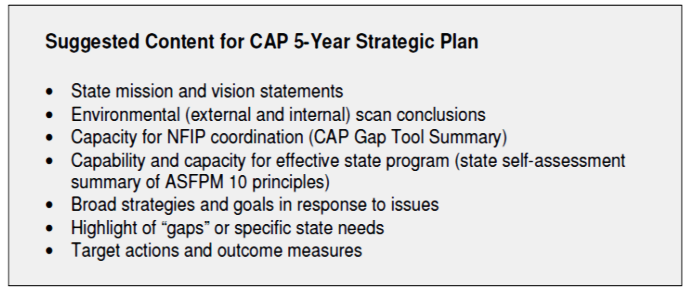 Suggested Content for CAP 5-Year Strategic Plan
• State mission and vision statements
• Environmental (external and internal) scan conclusions
• Capacity for NFIP coordination (CAP Gap Tool Summary)
• Capability and capacity for effective state program (state self-assessment
summary of ASFPM 10 principles)
• Broad strategies and goals in response to issues
• Highlight of “gaps” or specific state needs
• Target actions and outcome measures